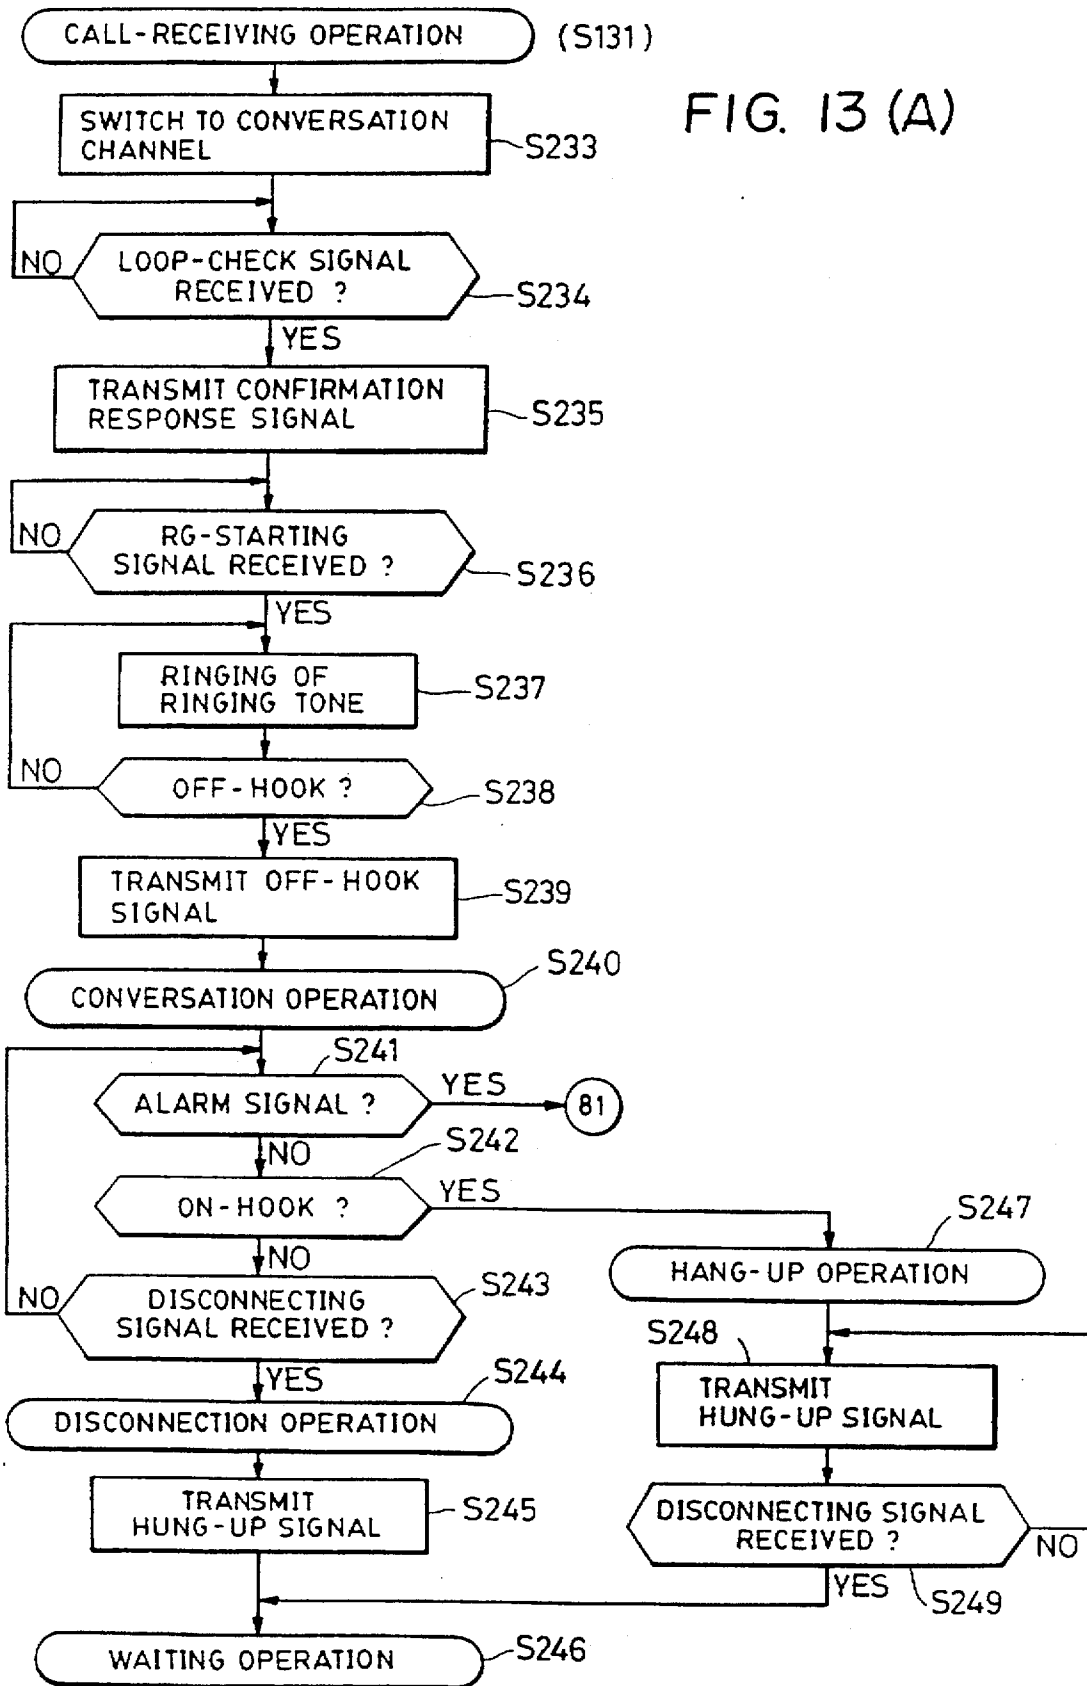 CALL-RECEIVING OPERATION (S131)
FIG. 13 (A)
SWITCH TO CONVERSATION
CHANNEL
S233
NO
LOOP-CHECK SIGNAL
RECEIVED ?
S234
YES
TRANSMIT CONFIRMATION
RESPONSE SIGNAL
S235
NO
RG-STARTING
SIGNAL RECEIVED ?
S236
YES
RINGING OF
RINGING TONE
S237
NO
OFF-HOOK ?
S238
YES
TRANSMIT OFF-HOOK
SIGNAL
S239
S240
CONVERSATION OPERATION
S241
ALARM SIGNAL ?
YES
81
NO
S242
ON-HOOK ?
YES
NO
S243
NO
DISCONNECTING
SIGNAL RECEIVED ?
YES
S244
DISCONNECTION OPERATION
TRANSMIT
HUNG-UP SIGNAL
S245
S247
HANG-UP OPERATION
S248
TRANSMIT
HUNG-UP SIGNAL
DISCONNECTING SIGNAL
RECEIVED ?
NO
YES
S249
WAITING OPERATION
S246